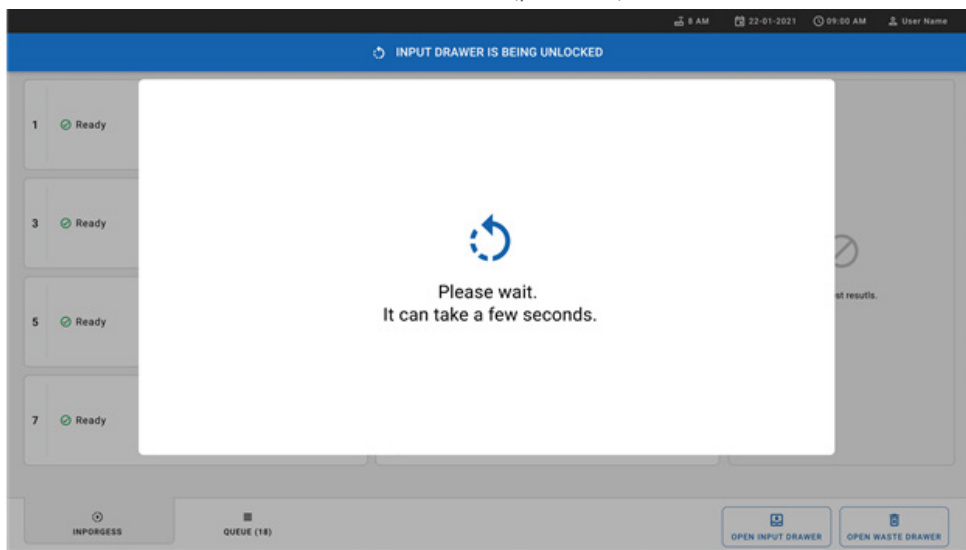 8 AM 22-01-2021 09:00 AM User Name
INPUT DRAWER IS BEING UNLOCKED
1 Ready
3 Ready
Please wait.
It can take a few seconds.
st resutls.
5 Ready
7 Ready
INPORGESS QUEUE (18) OPEN INPUT DRAWER OPEN WASTE DRAWER